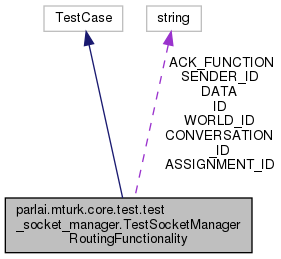 TestCase
string
ACK_FUNCTION
SENDER_ID
DATA
ID
WORLD_ID
CONVERSATION
_ID
ASSIGNMENT_ID
parlai.mturk.core.test.test
_socket_manager.TestSocketManager
RoutingFunctionality